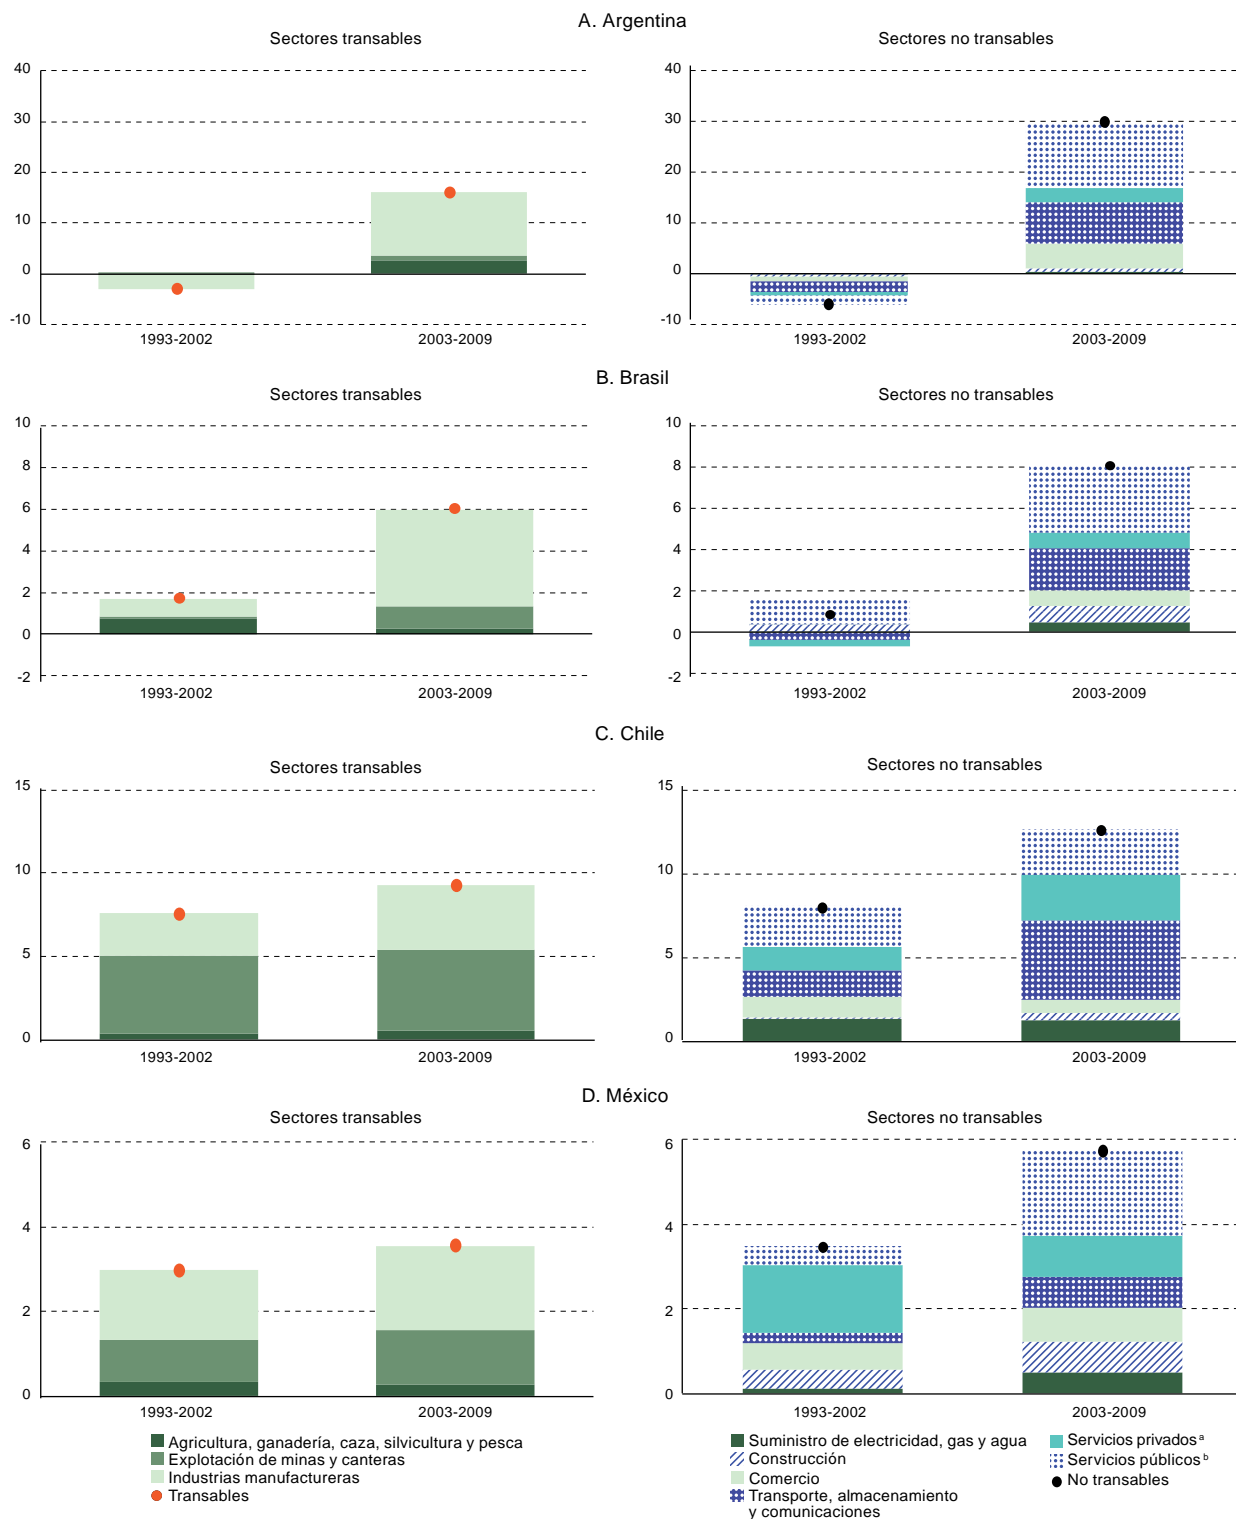 A. Argentina
Sectores transables
40
30
20
10
0
-10
1993-2002
2003-2009
Sectores no transables
40
30
20
10
0
-10
1993-2002
2003-2009
B. Brasil
Sectores transables
10
8
6
4
2
0
-2
1993-2002
2003-2009
Sectores no transables
10
8
6
4
2
0
-2
1993-2002
2003-2009
C. Chile
Sectores transables
15
10
5
0
1993-2002
2003-2009
Sectores no transables
15
10
5
0
1993-2002
2003-2009
D. México
Sectores transables
6
4
2
0
1993-2002
2003-2009
Agricultura, ganadería, caza, silvicultura y pesca
Explotación de minas y canteras
Industrias manufactureras
Transables
Sectores no transables
6
4
2
0
1993-2002
2003-2009
Suministro de electricidad, gas y agua
Construcción
Comercio
Transporte, almacenamiento
y comunicaciones
Servicios privados a
Servicios públicos b
No transables